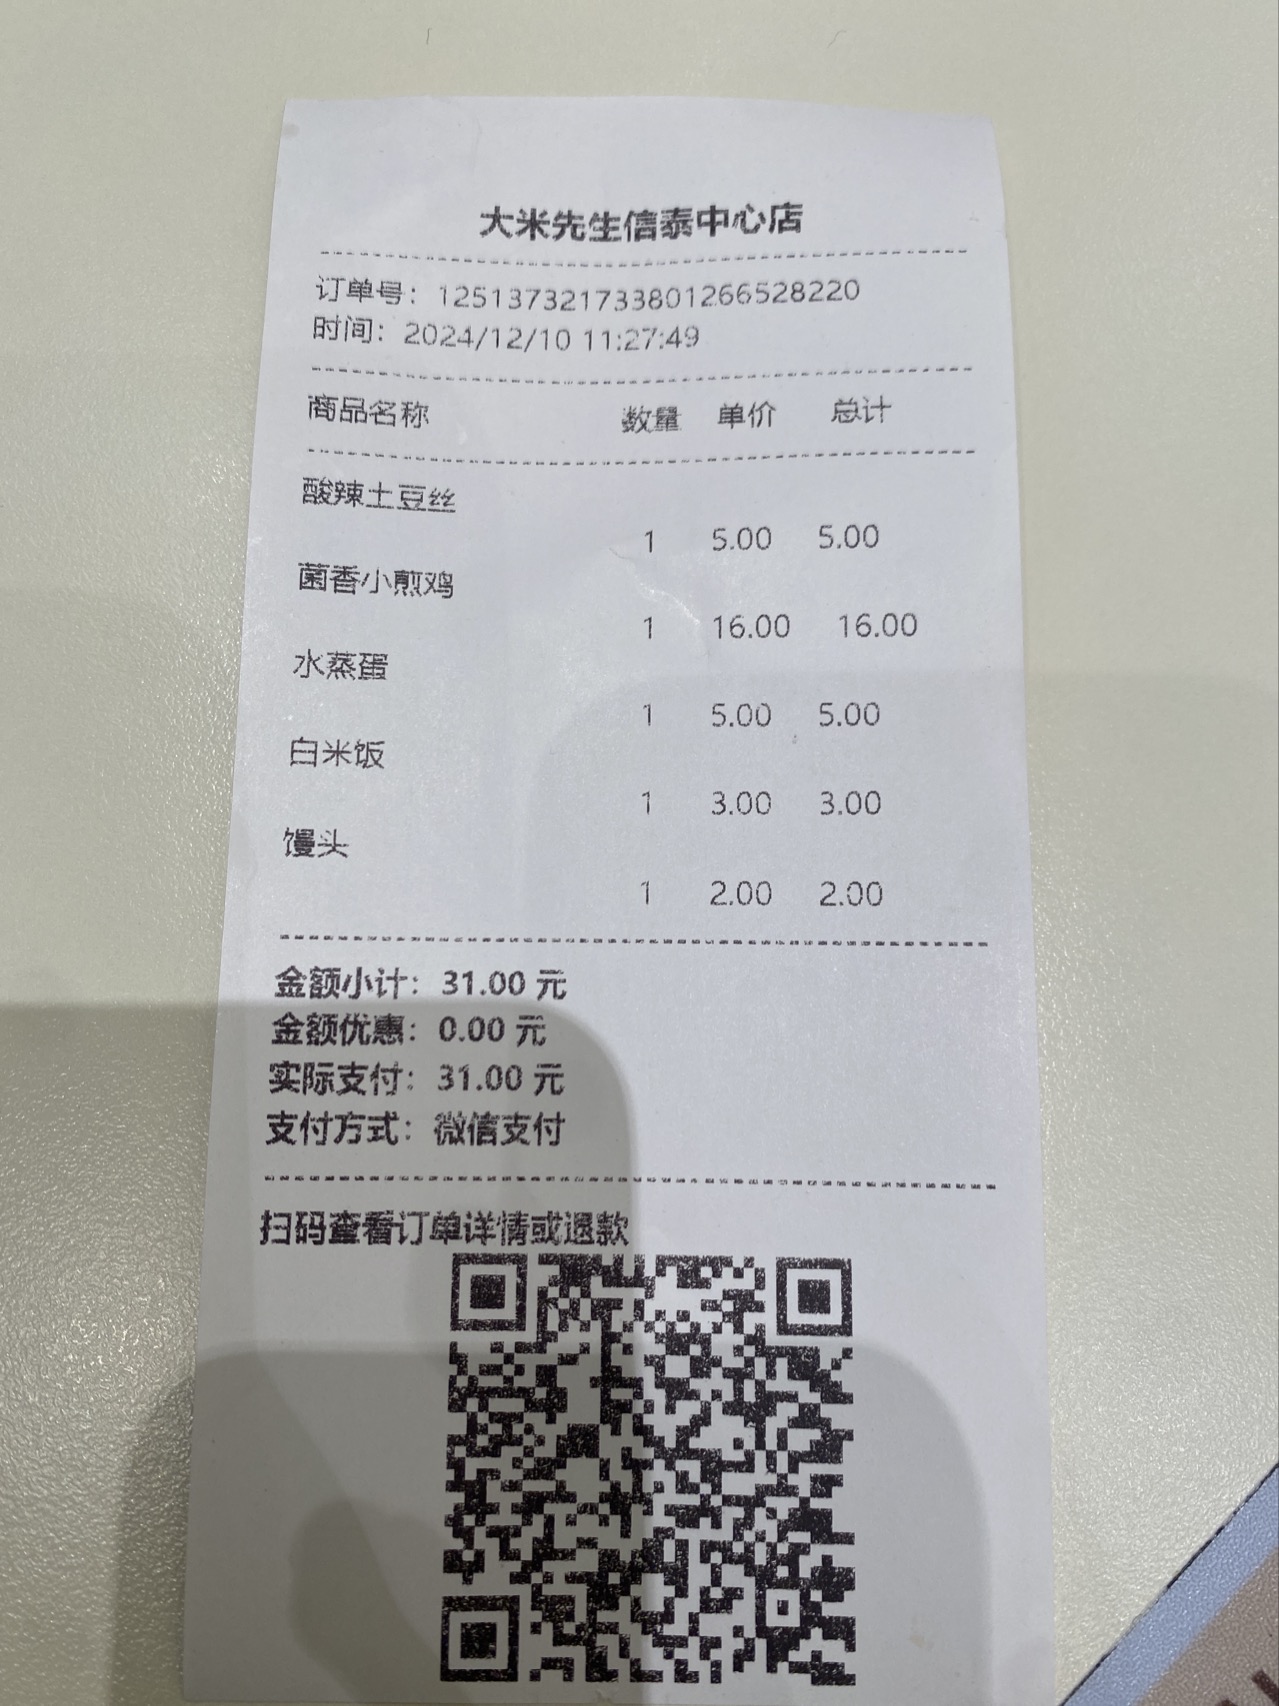 大米先生信泰中心店
订单号：12513732173380126652​8220
时间：2024/12/10 11:27:49
商品名称 数量 单价 总计
酸辣土豆丝
1 5.00 5.00
菌香小煎鸡
1 16.00 16.00
水蒸蛋
1 5.00 5.00
白米饭
1 3.00 3.00
馒头
1 2.00 2.00
金额小计：31.00 元
金额优惠：0.00 元
实际支付：31.00 元
支付方式：微信支付
扫码查看订单详情或退款